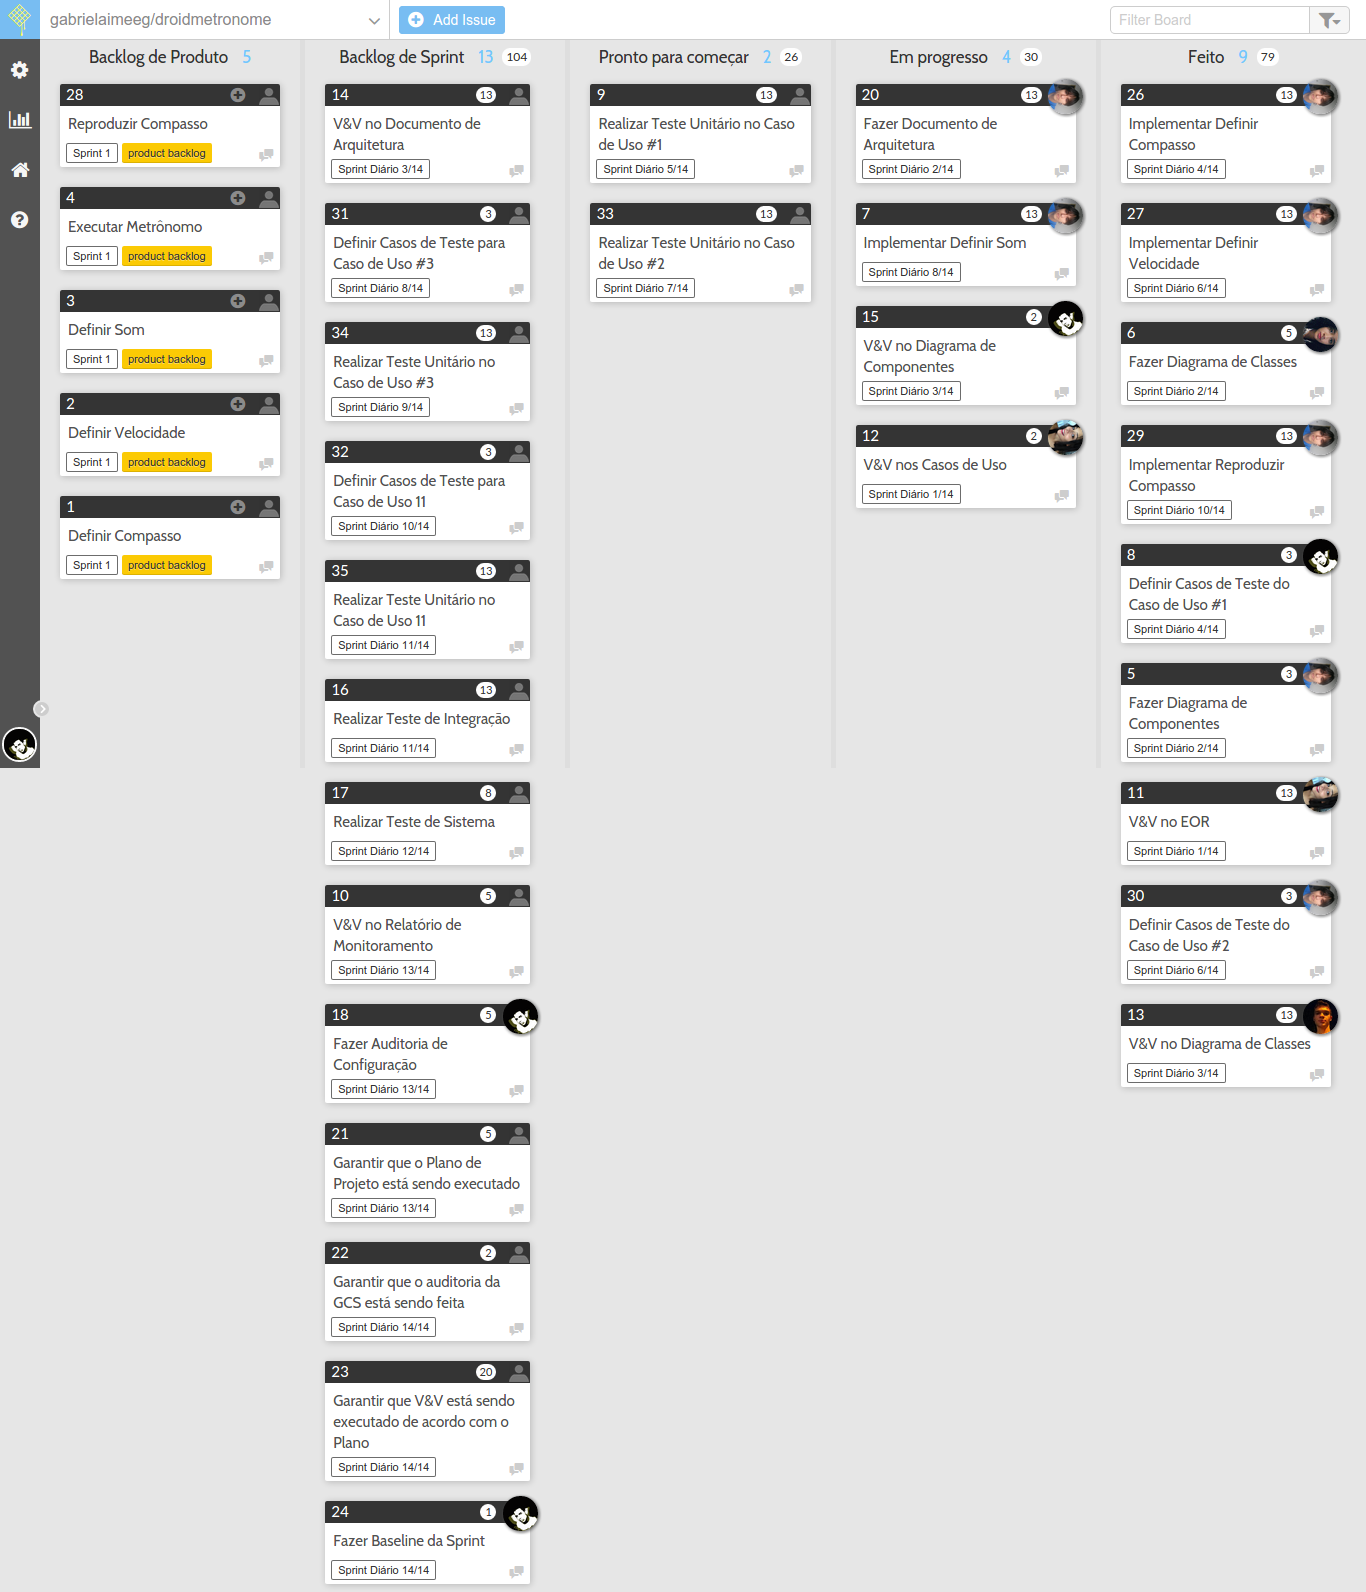 gabrielaimeeg/droidmetronome
Add Issue
Filter Board
Backlog de Produto 5
28
Reproduzir Compasso
Sprint 1 product backlog
4
Executar Metrônomo
Sprint 1 product backlog
3
Definir Som
Sprint 1 product backlog
2
Definir Velocidade
Sprint 1 product backlog
1
Definir Compasso
Sprint 1 product backlog
Backlog de Sprint 13 104
14 13
V&V no Documento de
Arquitetura
Sprint Diário 3/14
31 3
Definir Casos de Teste para
Caso de Uso #3
Sprint Diário 8/14
34 13
Realizar Teste Unitário no
Caso de Uso #3
Sprint Diário 9/14
32 3
Definir Casos de Teste para
Caso de Uso 11
Sprint Diário 10/14
35 13
Realizar Teste Unitário no
Caso de Uso 11
Sprint Diário 11/14
16 13
Realizar Teste de Integração
Sprint Diário 11/14
17 8
Realizar Teste de Sistema
Sprint Diário 12/14
10 5
V&V no Relatório de
Monitoramento
Sprint Diário 13/14
18 5
Fazer Auditoria de
Configuração
Sprint Diário 13/14
21 5
Garantir que o Plano de
Projeto está sendo executado
Sprint Diário 13/14
22 2
Garantir que o auditoria da
GCS está sendo feita
Sprint Diário 14/14
23 20
Garantir que V&V está sendo
executado de acordo com o
Plano
Sprint Diário 14/14
24 1
Fazer Baseline da Sprint
Sprint Diário 14/14
Pronto para começar 2 26
9 13
Realizar Teste Unitário no Caso
de Uso #1
Sprint Diário 5/14
33 13
Realizar Teste Unitário no Caso
de Uso #2
Sprint Diário 7/14
Em progresso 4 30
20 13
Fazer Documento de
Arquitetura
Sprint Diário 2/14
7 13
Implementar Definir Som
Sprint Diário 8/14
15 2
V&V no Diagrama de
Componentes
Sprint Diário 3/14
12 2
V&V nos Casos de Uso
Sprint Diário 1/14
Feito 9 79
26 13
Implementar Definir
Compasso
Sprint Diário 4/14
27 13
Implementar Definir
Velocidade
Sprint Diário 6/14
6 5
Fazer Diagrama de Classes
Sprint Diário 2/14
29 13
Implementar Reproduzir
Compasso
Sprint Diário 10/14
8 3
Definir Casos de Teste do
Caso de Uso #1
Sprint Diário 4/14
5 3
Fazer Diagrama de
Componentes
Sprint Diário 2/14
11 13
V&V no EOR
Sprint Diário 1/14
30 3
Definir Casos de Teste do
Caso de Uso #2
Sprint Diário 6/14
13 13
V&V no Diagrama de Classes
Sprint Diário 3/14